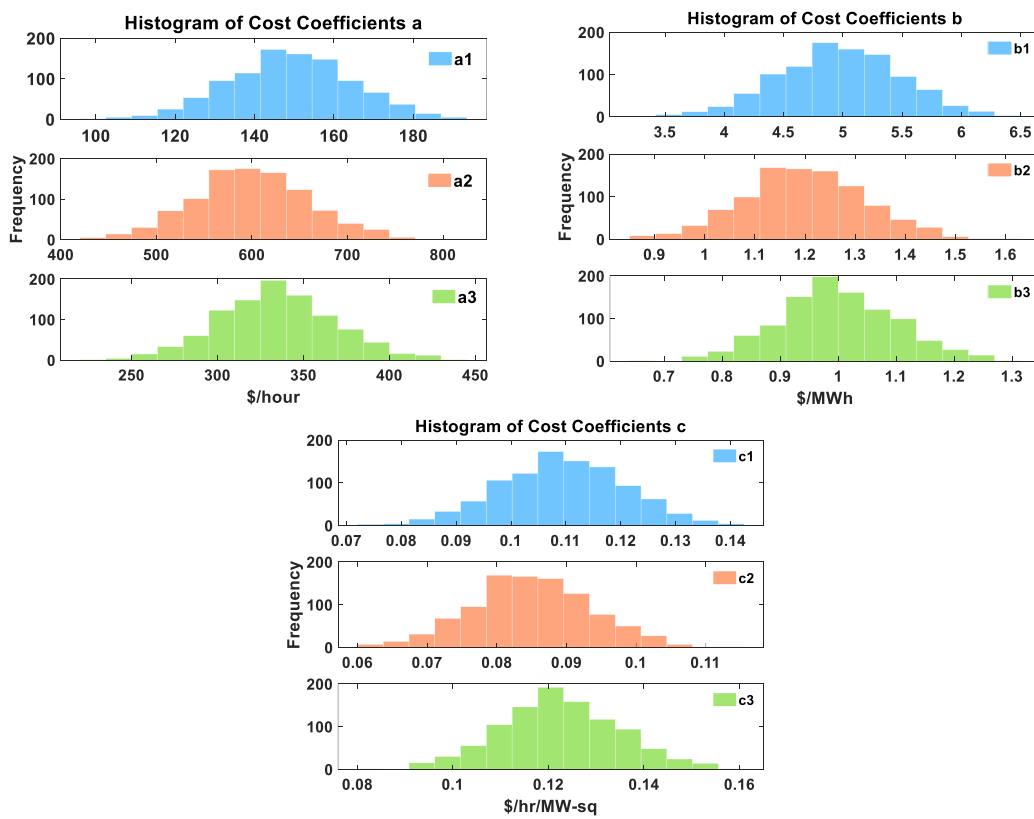 Histogram of Cost Coefficients a
200
100
0
a1
100 120 140 160 180
200
100
0
a2
400 500 600 700 800
Frequency
200
100
0
a3
250 300 350 400 450
$/hour
Histogram of Cost Coefficients b
200
100
0
b1
3.5 4 4.5 5 5.5 6 6.5
200
100
0
b2
0.9 1 1.1 1.2 1.3 1.4 1.5 1.6
Frequency
200
100
0
b3
0.7 0.8 0.9 1 1.1 1.2 1.3
$/MWh
Histogram of Cost Coefficients c
200
100
0
c1
0.07 0.08 0.09 0.1 0.11 0.12 0.13 0.14
200
100
0
c2
0.06 0.07 0.08 0.09 0.1 0.11
Frequency
200
100
0
c3
0.08 0.1 0.12 0.14 0.16
$/hr/MW-sq